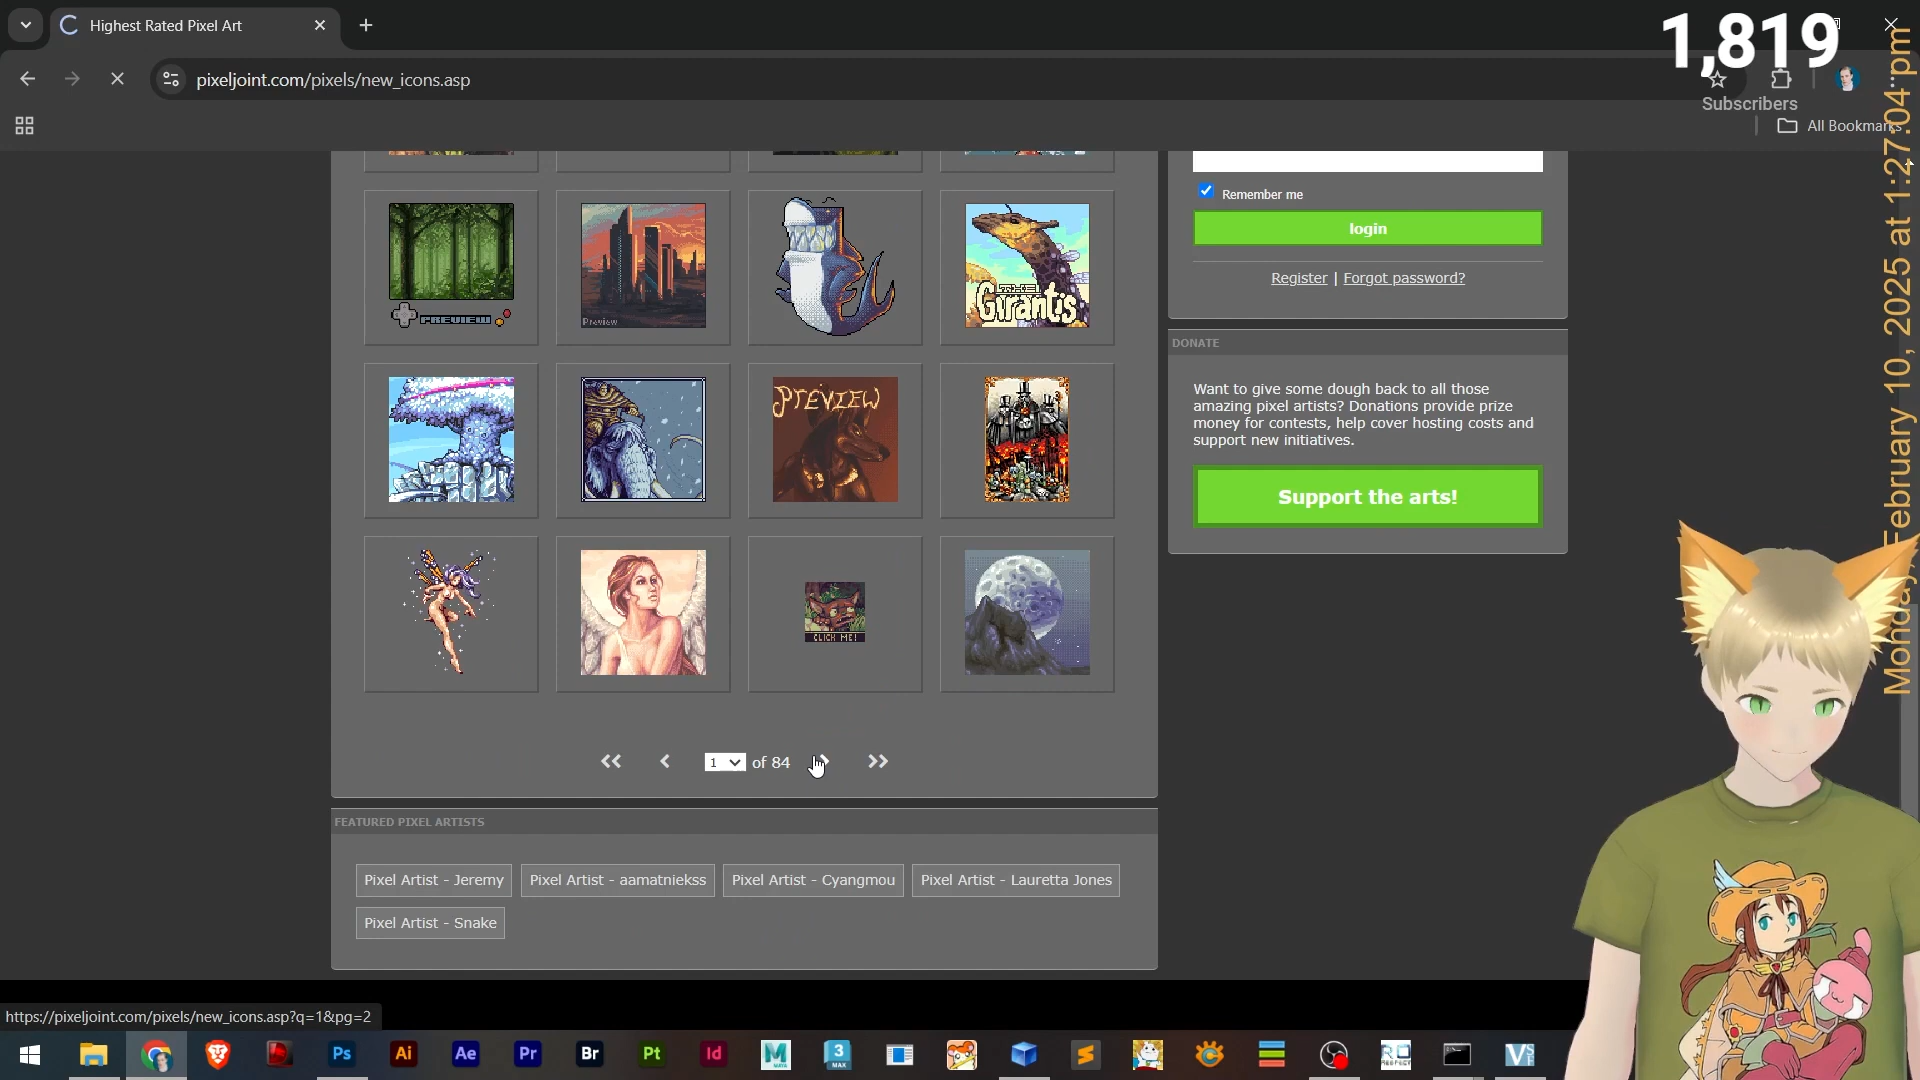 Highest Rated Pixel Art
1,819
Subscribers
pixeljoint.com/pixels/new_icons.asp
All Bookmarks
Monday, February 10, 2025 at 1:27:04 pm
Remember me
login
Register | Forgot password?
PREVIEW
Preview
THE
Girantis
DONATE
Want to give some dough back to all those
amazing pixel artists? Donations provide prize
money for contests, help cover hosting costs and
support new initiatives.
Support the arts!
PREVIEW
CLICK ME!
1 of 84
FEATURED PIXEL ARTISTS
Pixel Artist - Jeremy
Pixel Artist - aamatniekss
Pixel Artist - Cyangmou
Pixel Artist - Lauretta Jones
Pixel Artist - Snake
https://pixeljoint.com/pixels/new_icons.asp?q=1&pg=2
Ps
Ai
Ae
Pr
Br
Pt
Id
M
3
MAX